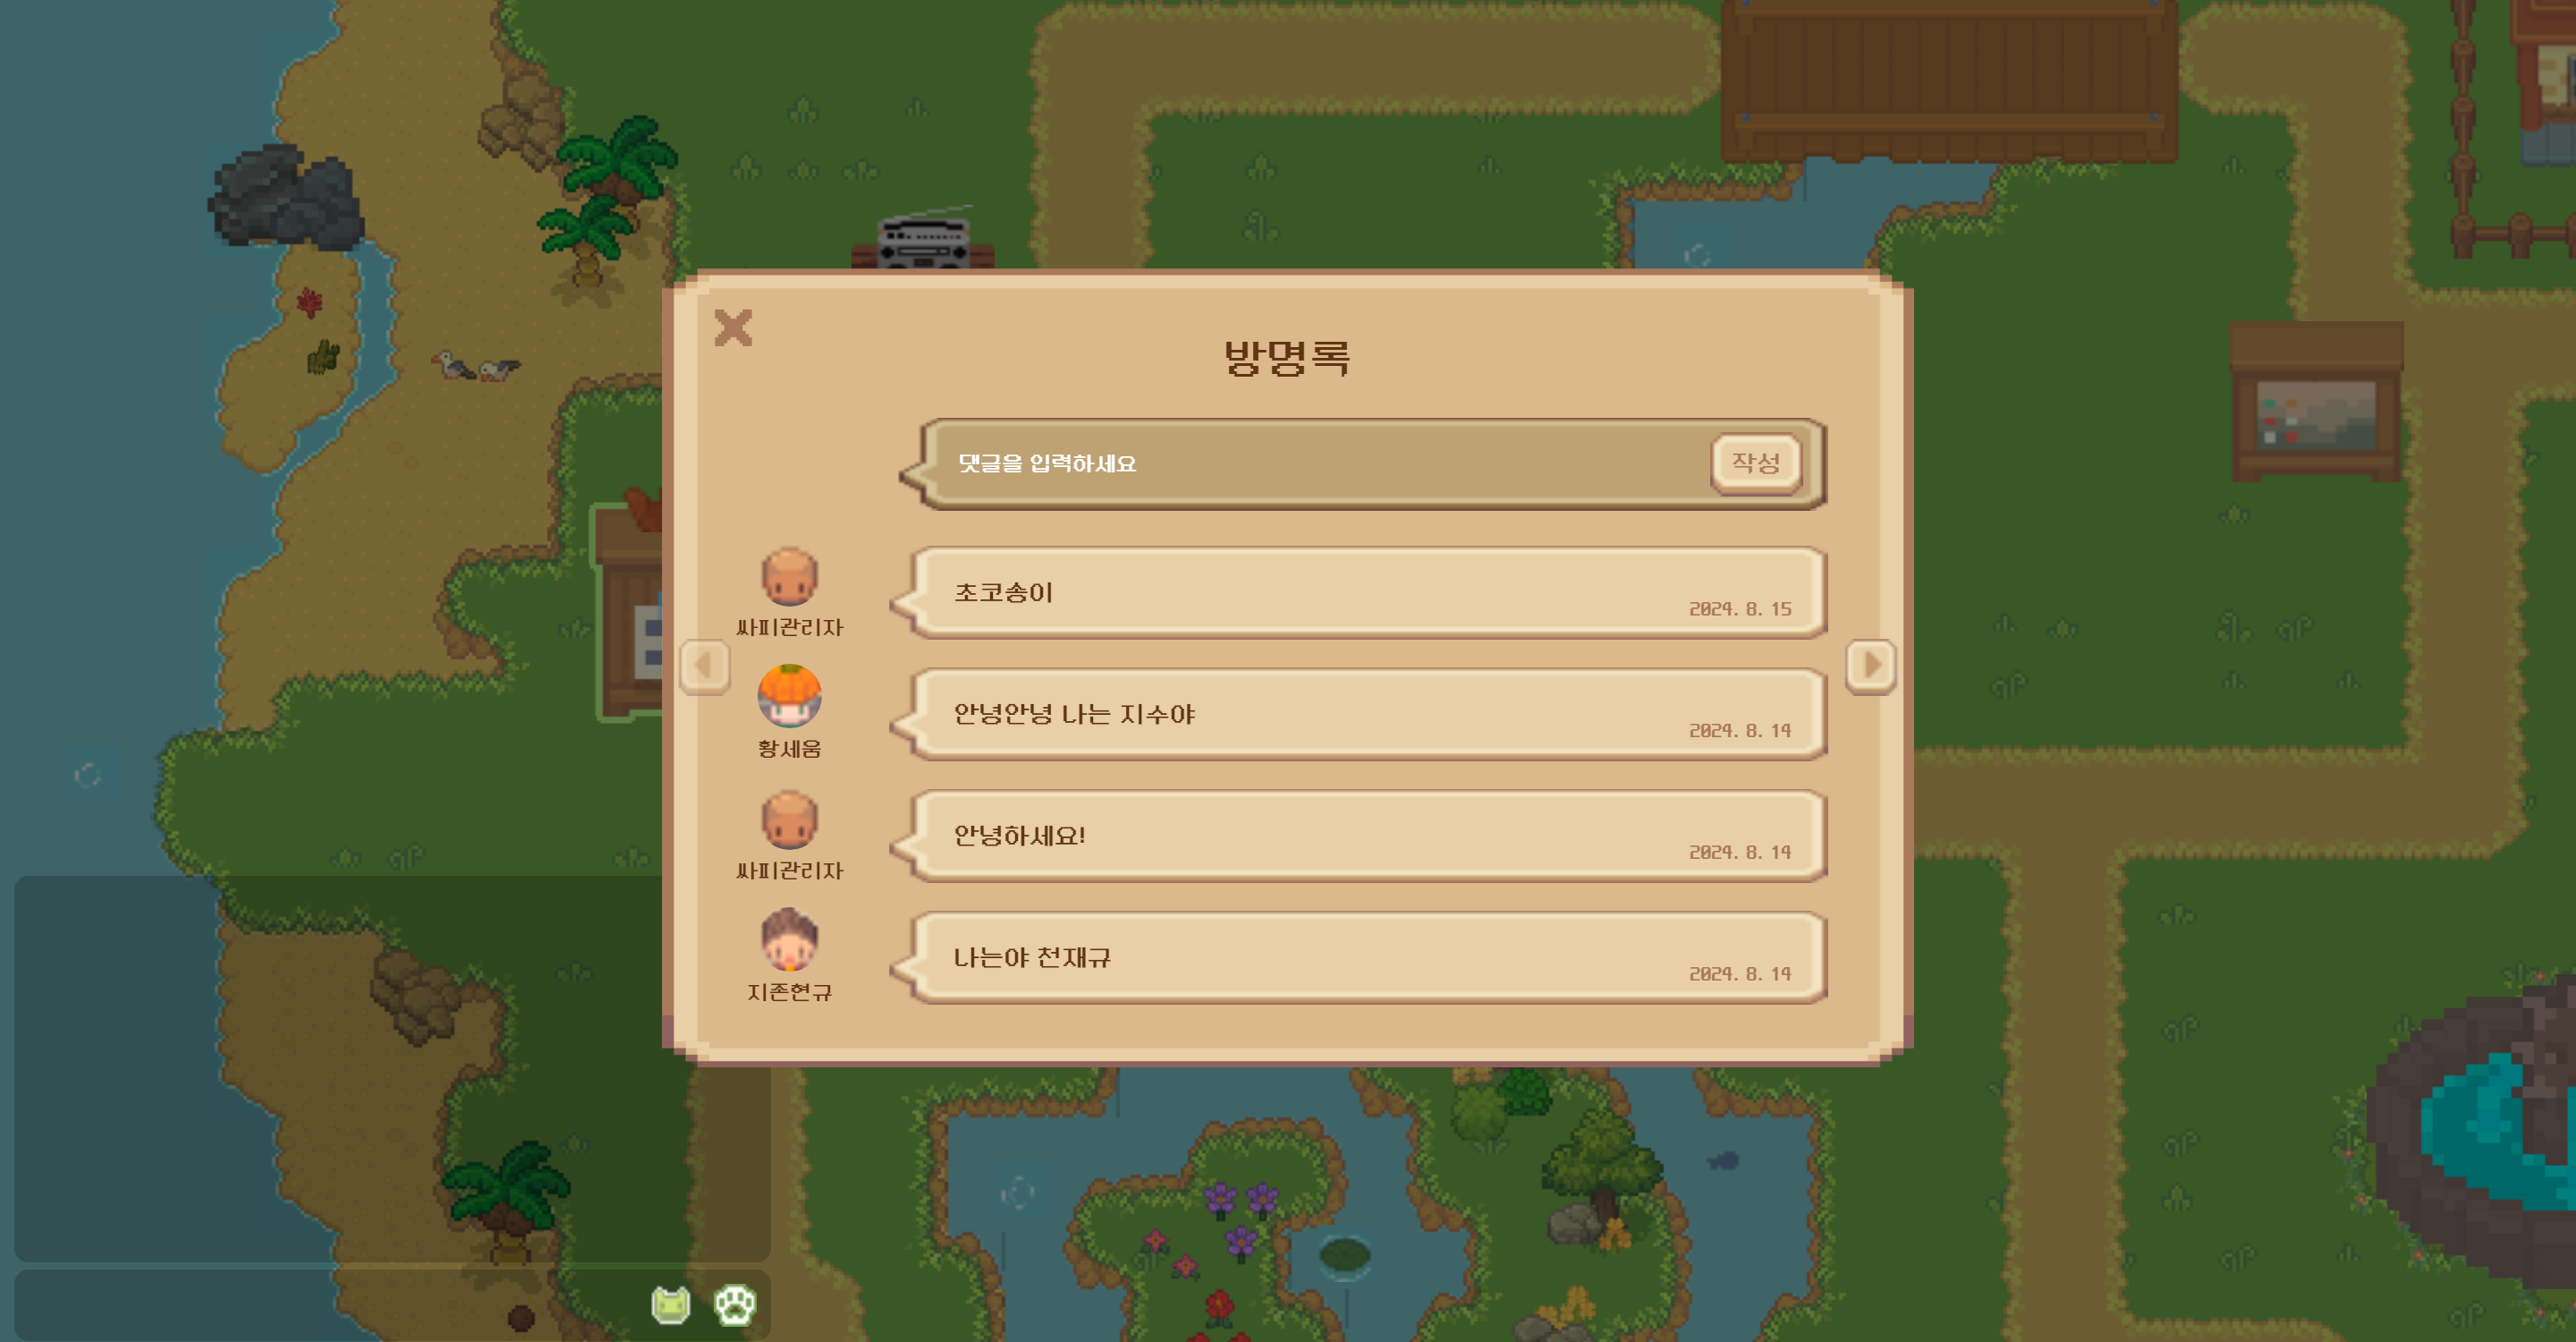 방명록
댓글을 입력하세요
작성
초코송이
2024. 8. 15
싸피관리자
안녕안녕 나는 지수야
2024. 8. 14
황세움
안녕하세요!
2024. 8. 14
싸피관리자
나는야 천재규
2024. 8. 14
지존현규